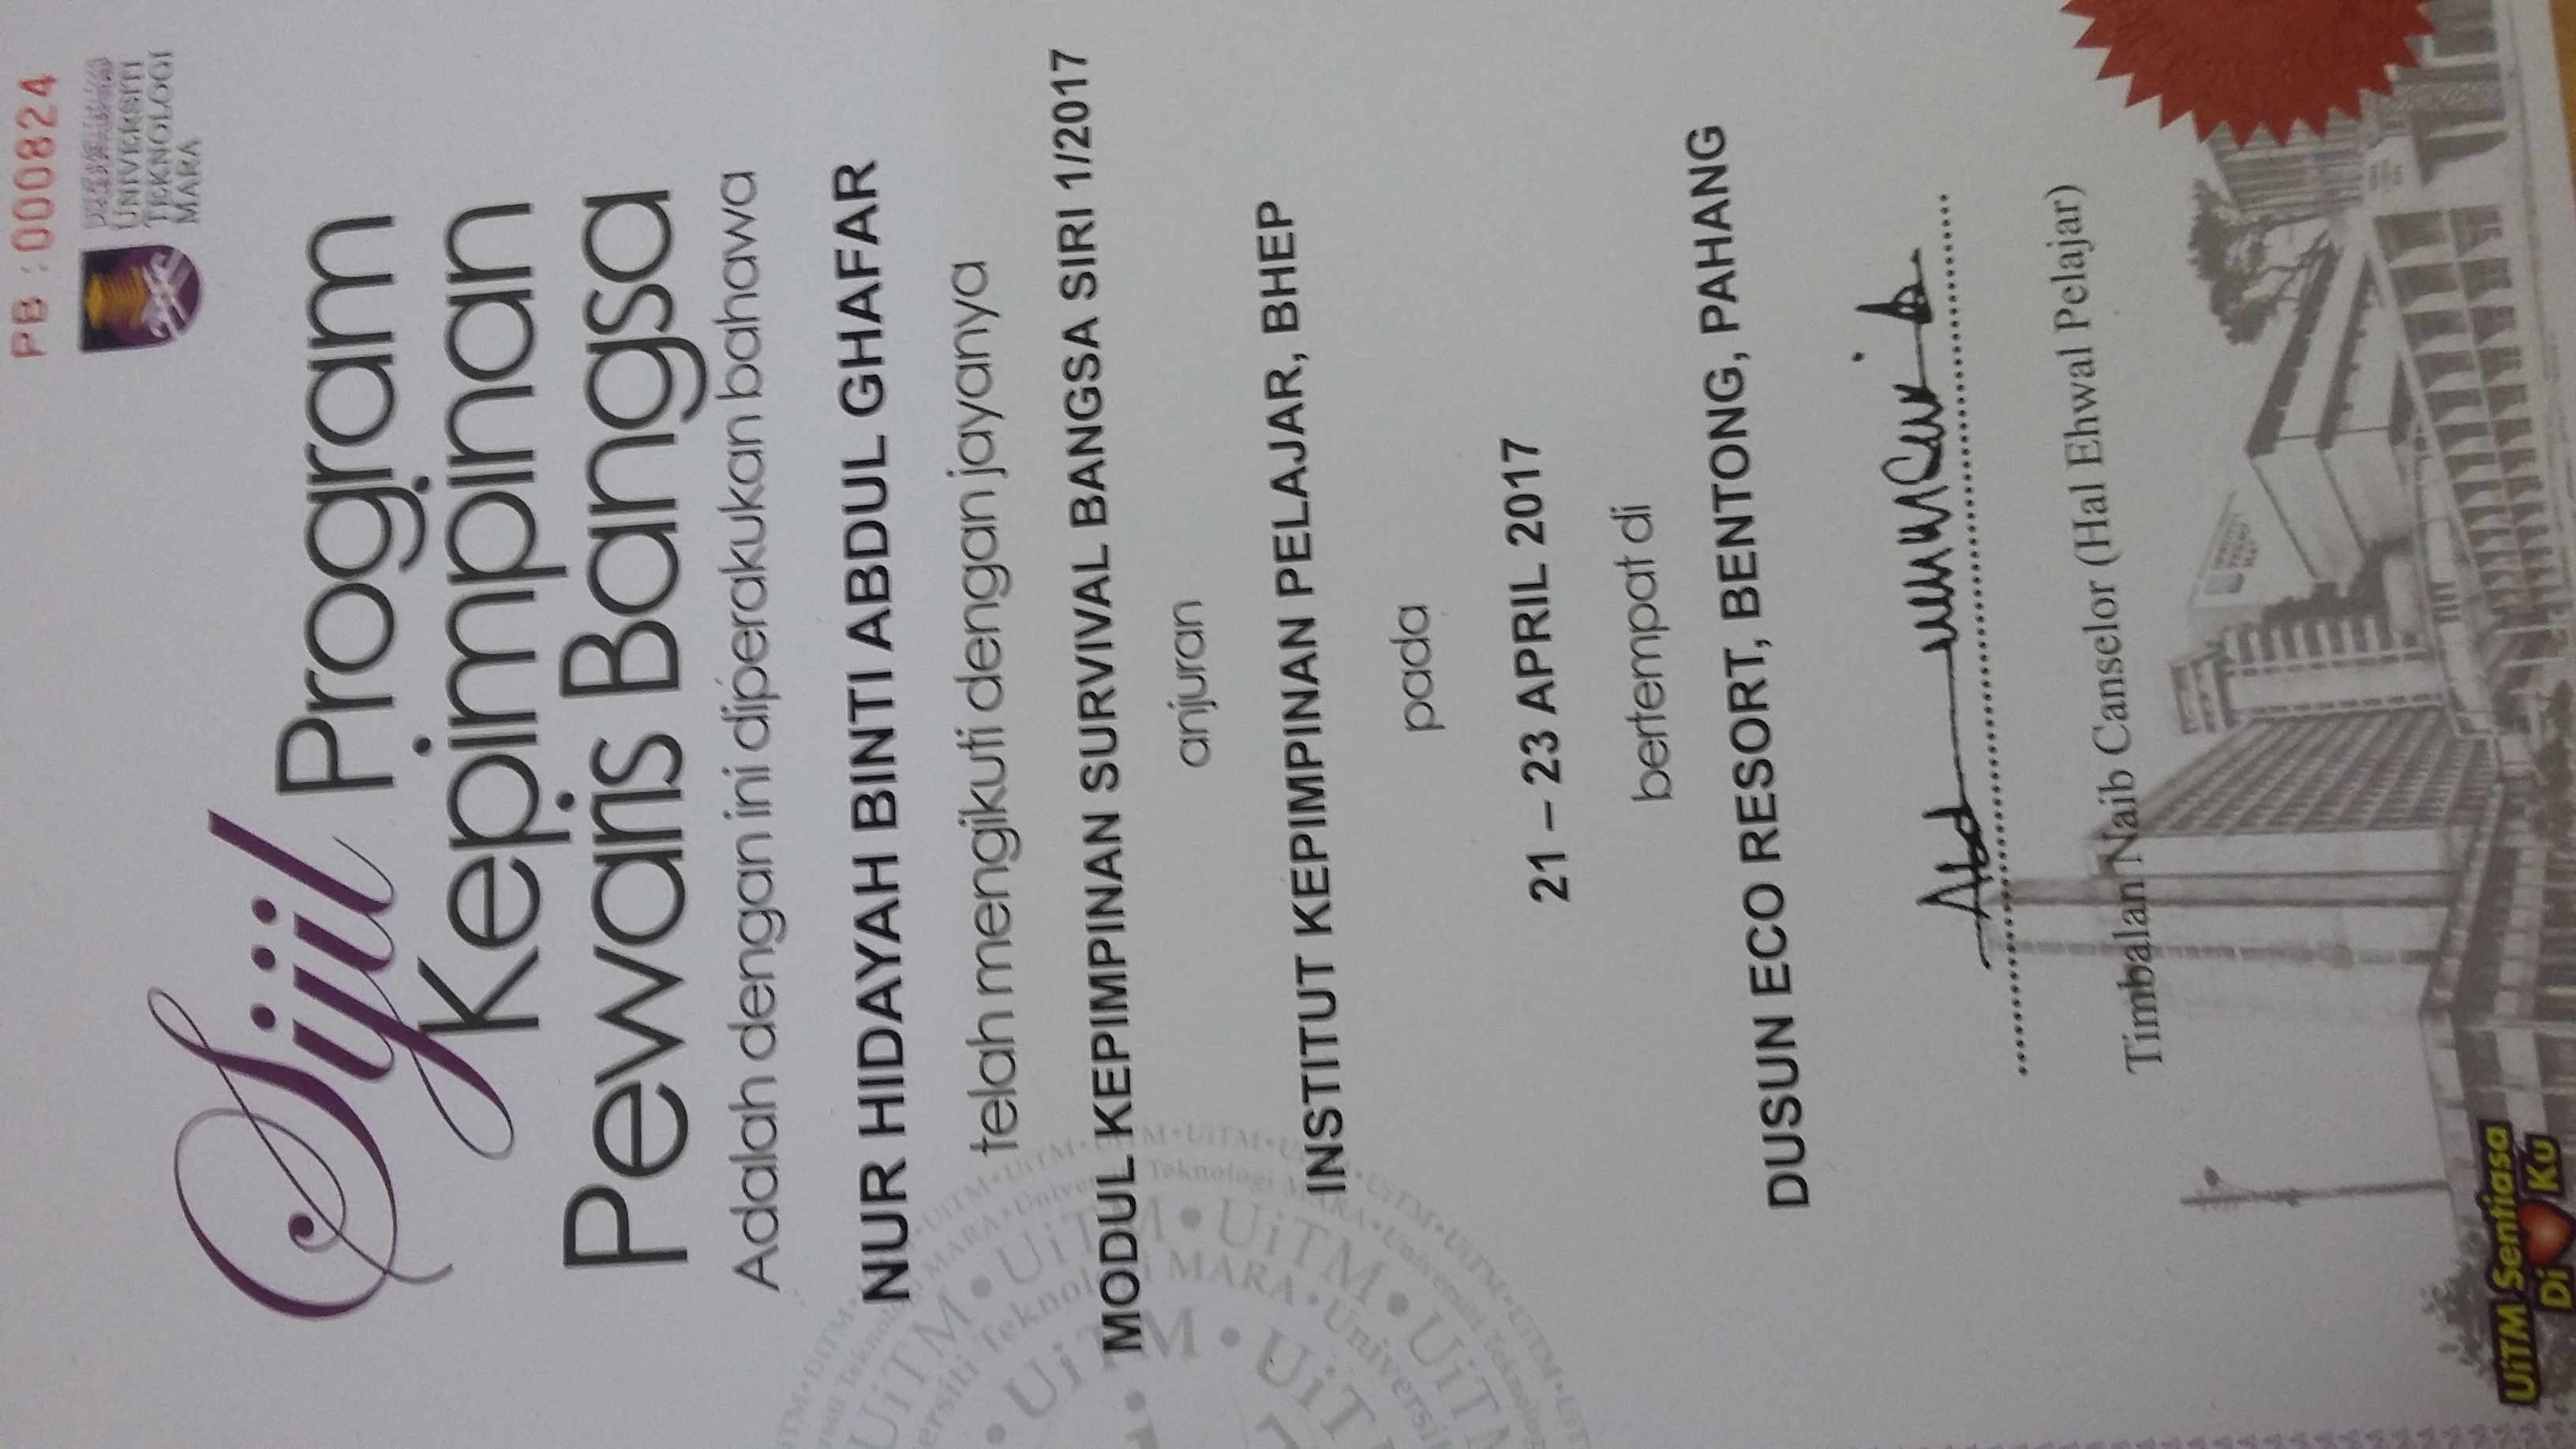 PB : 000824
UNIVERSITI
TEKNOLOGI
MARA
Sijil Program
Kepimpinan
Pewaris Bangsa
Adalah dengan ini diperakukan bahawa
NUR HIDAYAH BINTI ABDUL GHAFAR
telah mengikuti dengan jayanya
MODUL KEPIMPINAN SURVIVAL BANGSA SIRI 1/2017
anjuran
INSTITUT KEPIMPINAN PELAJAR, BHEP
pada
21 – 23 APRIL 2017
bertempat di
DUSUN ECO RESORT, BENTONG, PAHANG
Timbalan Naib Canselor (Hal Ehwal Pelajar)
UiTM Sentiasa
Di Ku